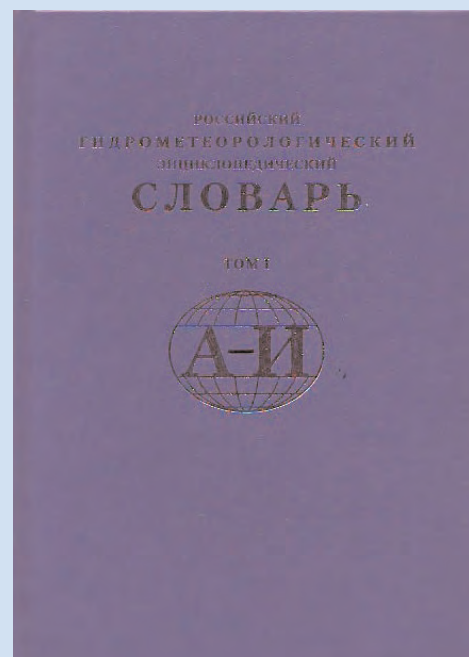 РОССИЙСКИЙ
ГИДРОМЕТЕОРОЛОГИЧЕСКИЙ
ЭНЦИКЛОПЕДИЧЕСКИЙ
СЛОВАРЬ
ТОМ I
А–И